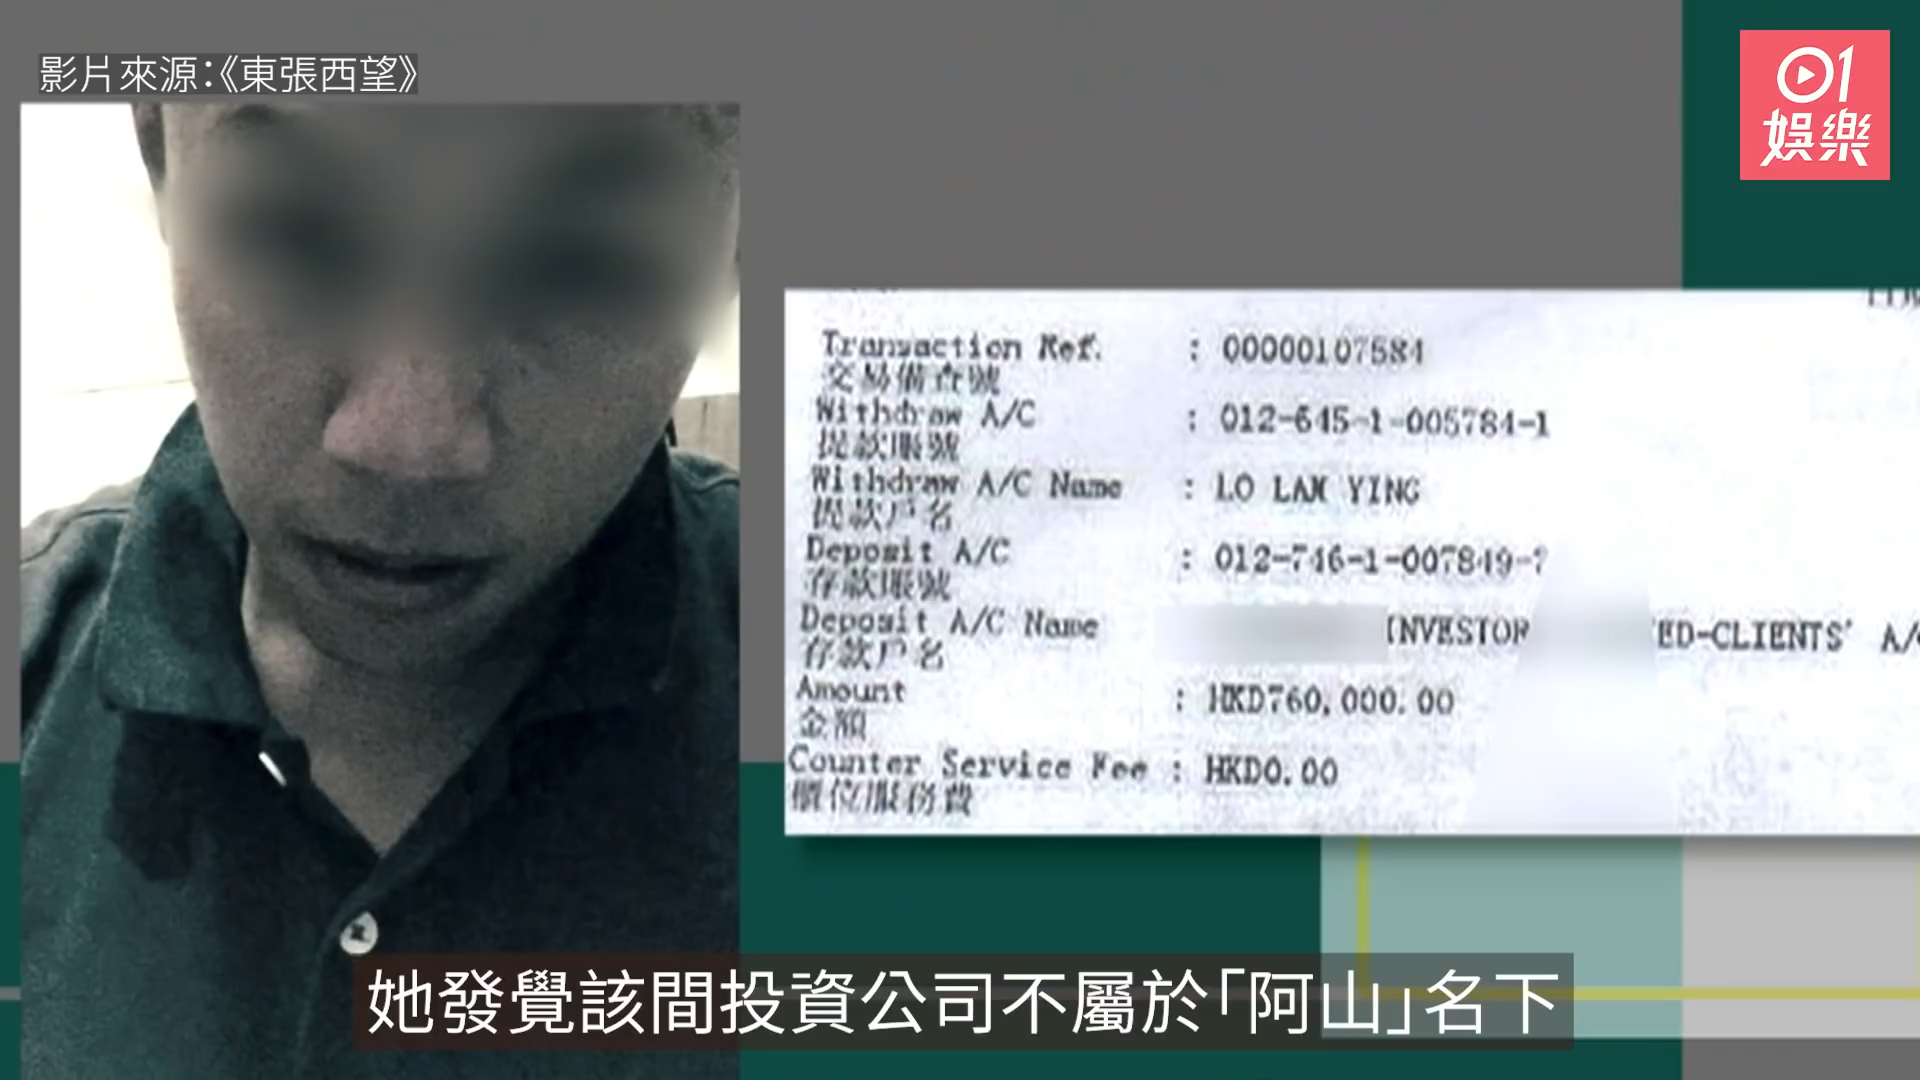 影片來源：《東張西望》
01
娛樂
Transaction Ref. : 00000107584
交易備查號
Withdraw A/C : 012-645-1-005784-1
提款賬號
Withdraw A/C Name : LO LAN YING
提款戶名
Deposit A/C : 012-746-1-007849-?
存款賬號
Deposit A/C Name INVESTOR ED-CLIENTS' A/
存款戶名
Amount : HKD760,000.00
金額
Counter Service Fee : HKD0.00
櫃位服務費
她發覺該間投資公司不屬於「阿山」名下